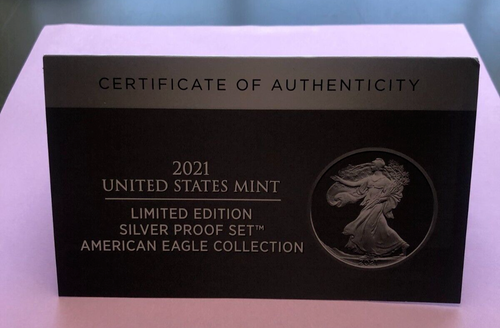 CERTIFICATE OF AUTHENTICITY
2021
UNITED STATES MINT
LIMITED EDITION
SILVER PROOF SET™
AMERICAN EAGLE COLLECTION